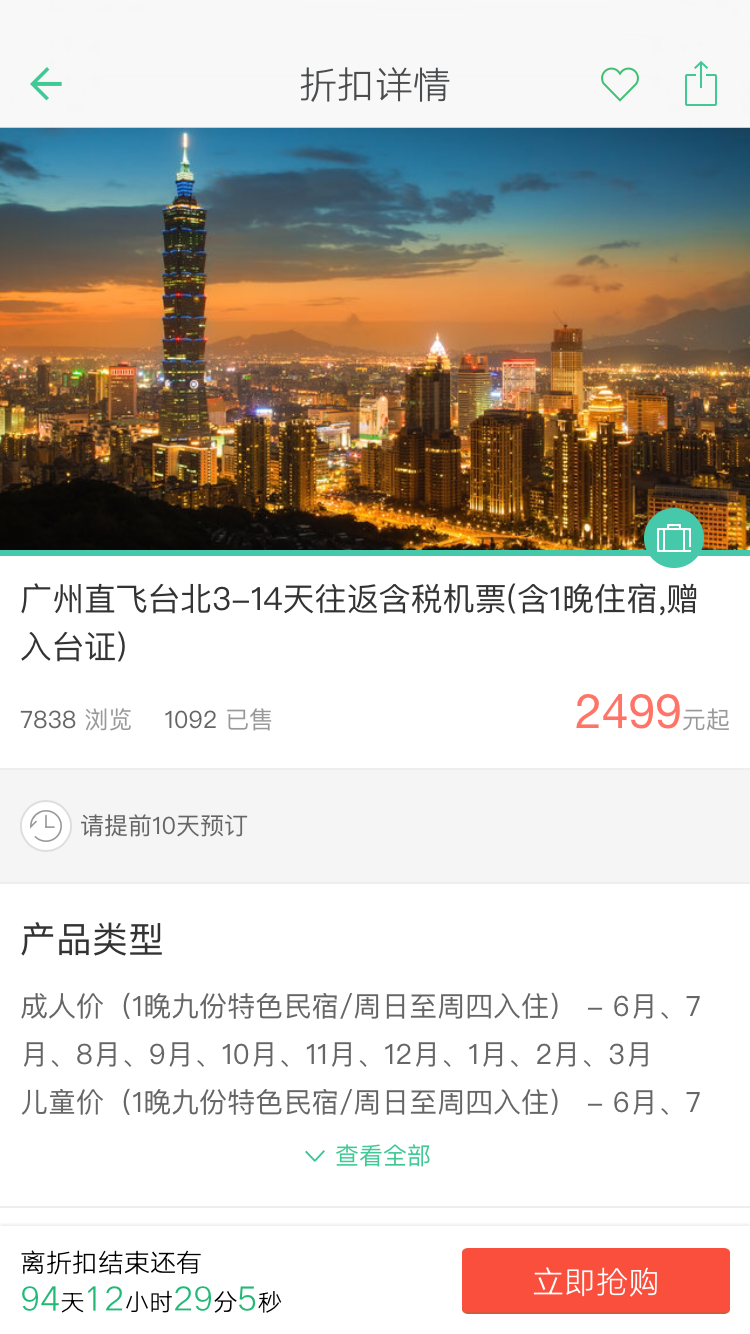 折扣详情
广州直飞台北3-14天往返含税机票(含1晚住宿,赠
入台证)
7838 浏览 1092 已售 2499元起
请提前10天预订
产品类型
成人价（1晚九份特色民宿/周日至周四入住） - 6月、7
月、8月、9月、10月、11月、12月、1月、2月、3月
儿童价（1晚九份特色民宿/周日至周四入住） - 6月、7
查看全部
离折扣结束还有
94天12小时29分5秒
立即抢购